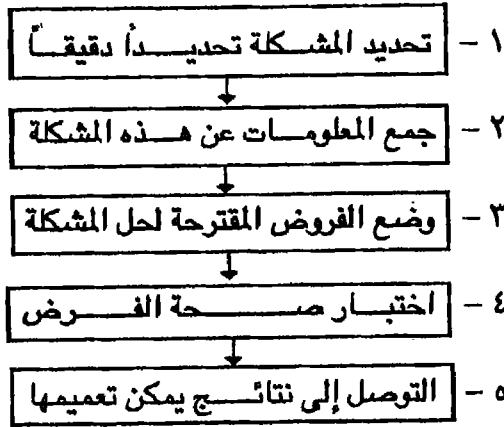 ١ - تحديد المشكلة تحديداً دقيقاً
٢ - جمع المعلومات عن هذه المشكلة
٣ - وضع الفروض المقترحة لحل المشكلة
٤ - اختبار صحة الفرض
٥ - التوصل إلى نتائج يمكن تعميمها